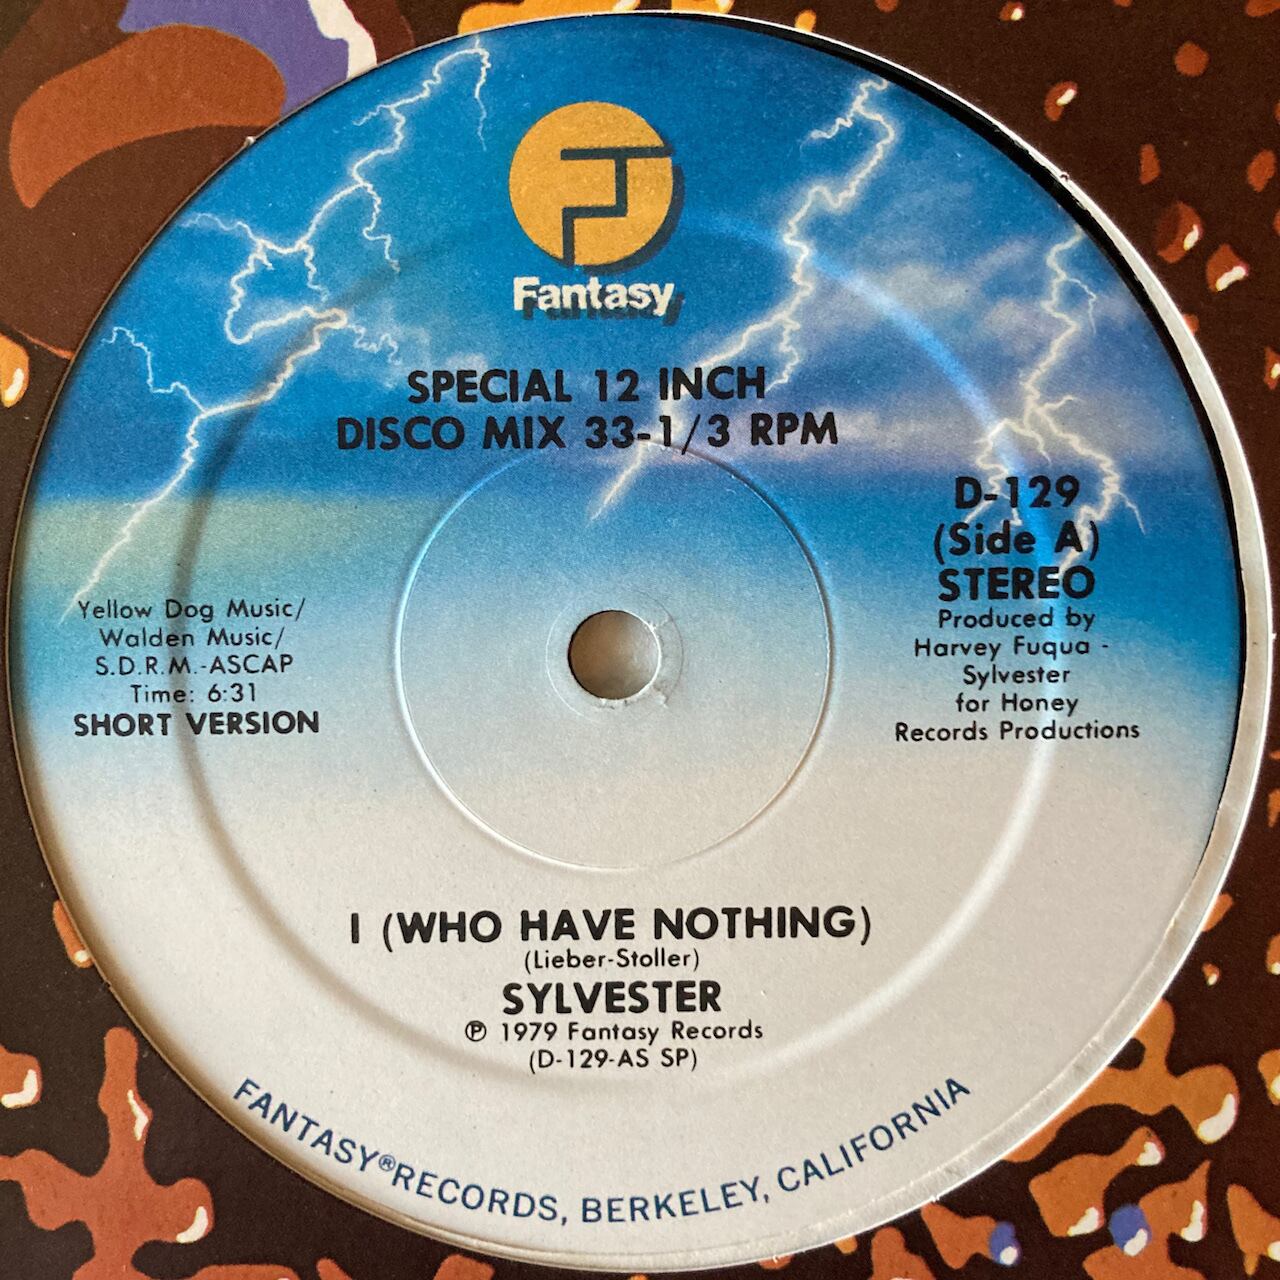 Fantasy
SPECIAL 12 INCH
DISCO MIX 33-1/3 RPM
D-129
(Side A)
STEREO
Produced by
Harvey Fuqua -
Sylvester
for Honey
Records Productions
Yellow Dog Music/
Walden Music/
S.D.R.M.-ASCAP
Time: 6:31
SHORT VERSION
I (WHO HAVE NOTHING)
(Lieber-Stoller)
SYLVESTER
℗ 1979 Fantasy Records
(D-129-AS SP)
FANTASY® RECORDS, BERKELEY, CALIFORNIA